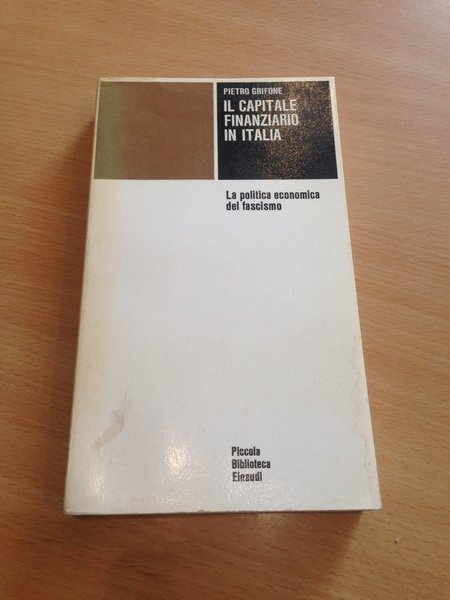 PIETRO GRIFONE
IL CAPITALE
FINANZIARIO
IN ITALIA
La politica economica
del fascismo
Piccola
Biblioteca
Einaudi